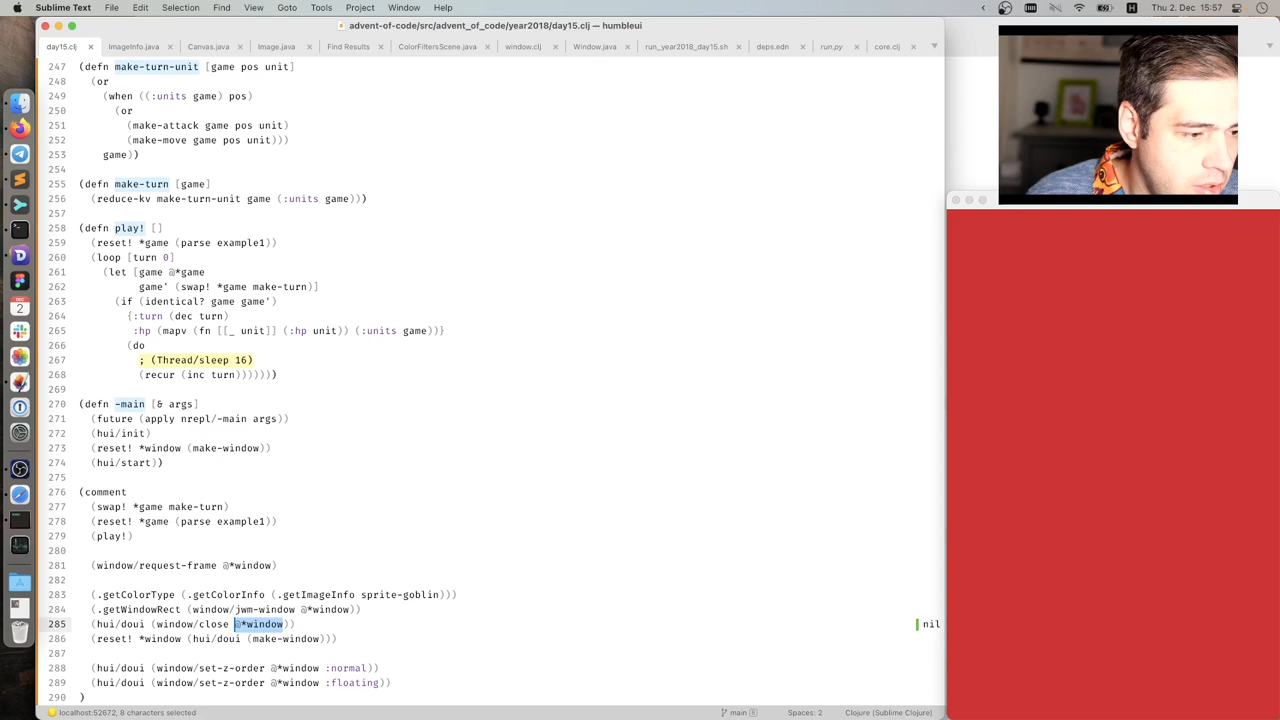 Sublime Text File Edit Selection Find View Goto Tools Project Window Help
H Thu 2. Dec 15:57
advent-of-code/src/advent_of_code/year2018/day15.clj — humbleui
day15.clj ImageInfo.java Canvas.java Image.java Find Results ColorFiltersScene.java window.clj Window.java run_year2018_day15.sh deps.edn run.py core.clj
247 (defn make-turn-unit [game pos unit]
248 (or
249 (when ((:units game) pos)
250 (or
251 (make-attack game pos unit)
252 (make-move game pos unit)))
253 game))
254
255 (defn make-turn [game]
256 (reduce-kv make-turn-unit game (:units game)))
257
258 (defn play! []
259 (reset! *game (parse example1))
260 (loop [turn 0]
261 (let [game @*game
262 game' (swap! *game make-turn)]
263 (if (identical? game game')
264 {:turn (dec turn)
265 :hp (mapv (fn [[_ unit]] (:hp unit)) (:units game))}
266 (do
267 ; (Thread/sleep 16)
268 (recur (inc turn))))))
269
270 (defn -main [& args]
271 (future (apply nrepl/-main args))
272 (hui/init)
273 (reset! *window (make-window))
274 (hui/start))
275
276 (comment
277 (swap! *game make-turn)
278 (reset! *game (parse example1))
279 (play!)
280
281 (window/request-frame @*window)
282
283 (.getColorType (.getColorInfo (.getImageInfo sprite-goblin)))
284 (.getWindowRect (window/jwm-window @*window))
285 (hui/doui (window/close @*window)) nil
286 (reset! *window (hui/doui (make-window)))
287
288 (hui/doui (window/set-z-order @*window :normal))
289 (hui/doui (window/set-z-order @*window :floating))
290 )
localhost:52672, 8 characters selected main 6 Spaces: 2 Clojure (Sublime Clojure)
DEC
2